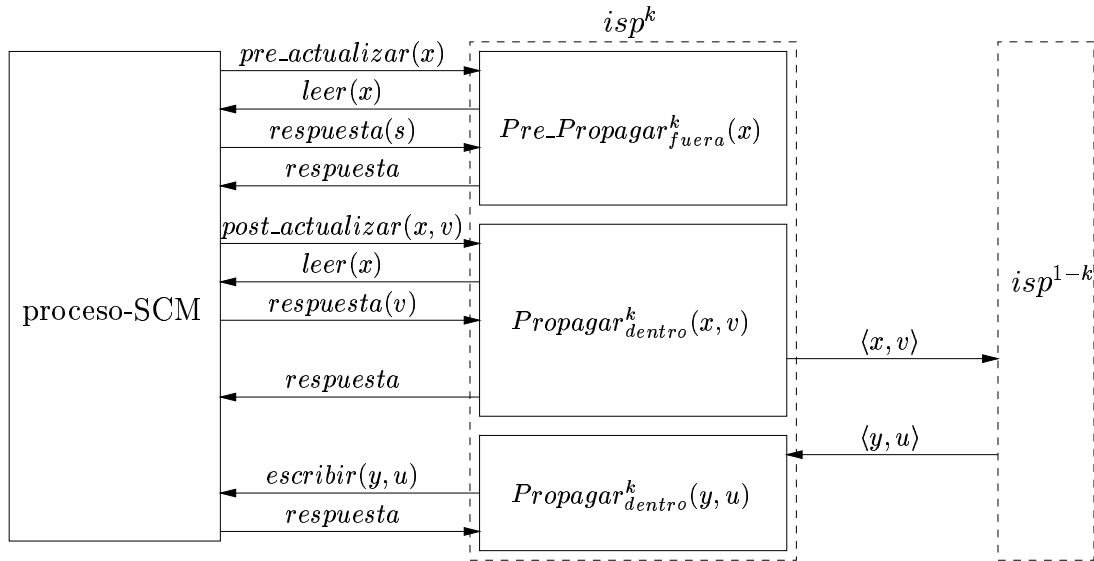 isp^k
pre_actualizar(x)
leer(x)
Pre_Propagar^k_fuera(x)
respuesta(s)
respuesta
post_actualizar(x, v)
leer(x)
isp^{1−k}
proceso-SCM
respuesta(v)
Propagar^k_dentro(x, v)
⟨x, v⟩
respuesta
⟨y, u⟩
escribir(y, u)
Propagar^k_dentro(y, u)
respuesta